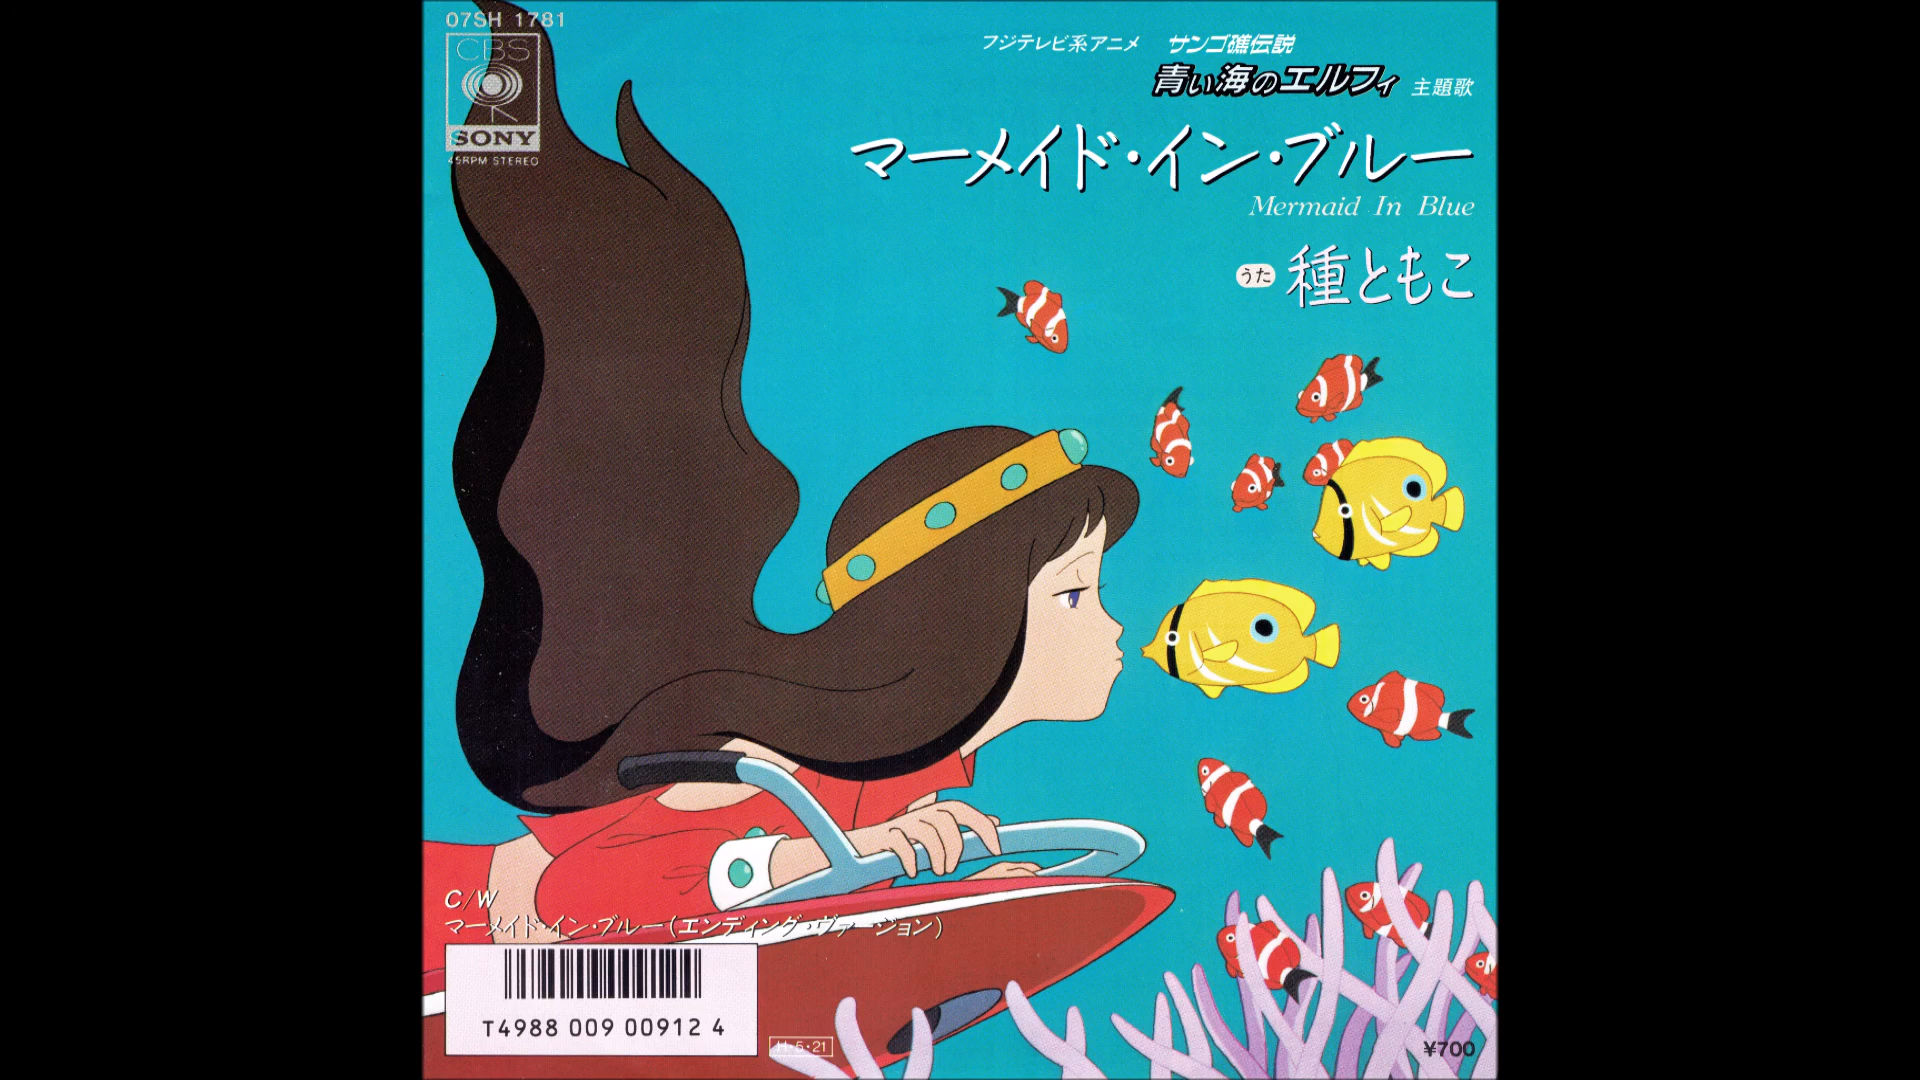 07SH 1781
CBS
SONY
45RPM STEREO
フジテレビ系アニメ サンゴ礁伝説
青い海のエルフィ 主題歌
マーメイド・イン・ブルー
Mermaid In Blue
うた 種ともこ
C/W
マーメイド・イン・ブルー(エンディング・ヴァージョン)
T4988 009 00912 4
H・5・21
¥700